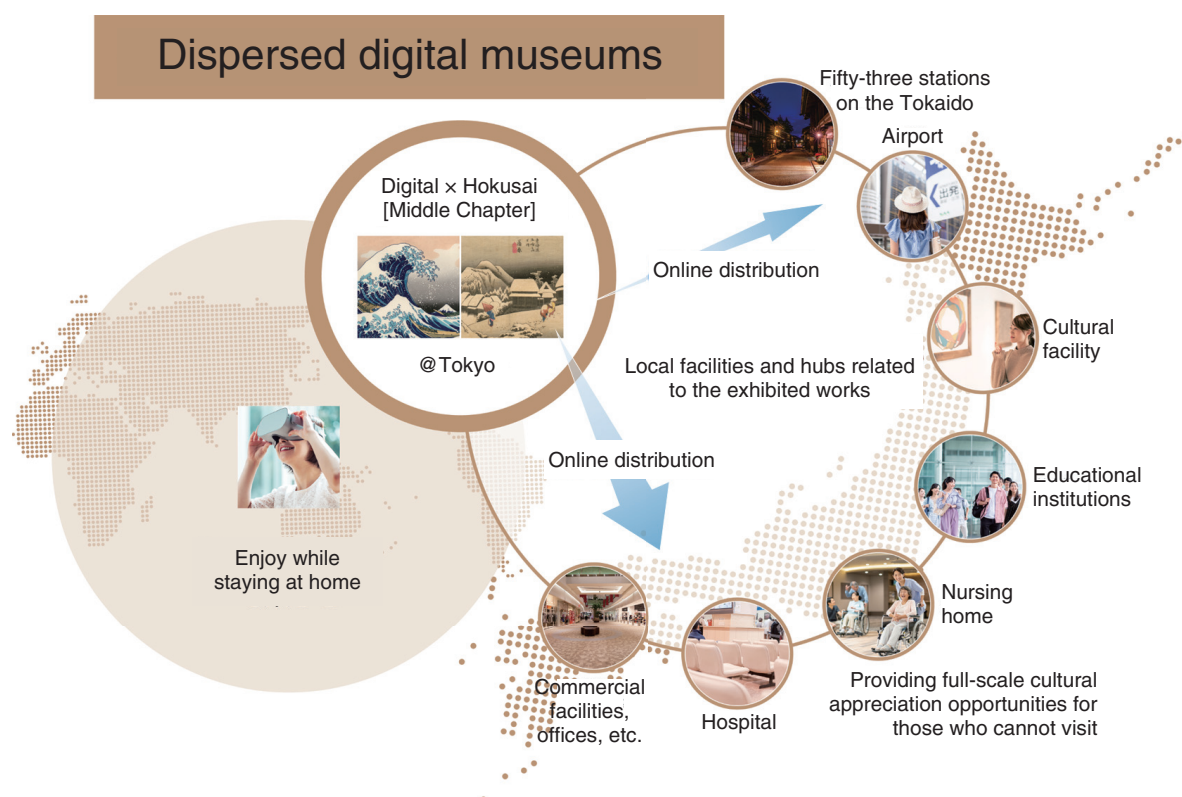 Dispersed digital museums
Fifty-three stations
on the Tokaido
Airport
Digital × Hokusai
[Middle Chapter]
@Tokyo
Online distribution
出発
Cultural
facility
Local facilities and hubs related
to the exhibited works
Online distribution
Educational
institutions
Enjoy while
staying at home
Nursing
home
Commercial
facilities,
offices, etc.
Hospital
Providing full-scale cultural
appreciation opportunities for
those who cannot visit